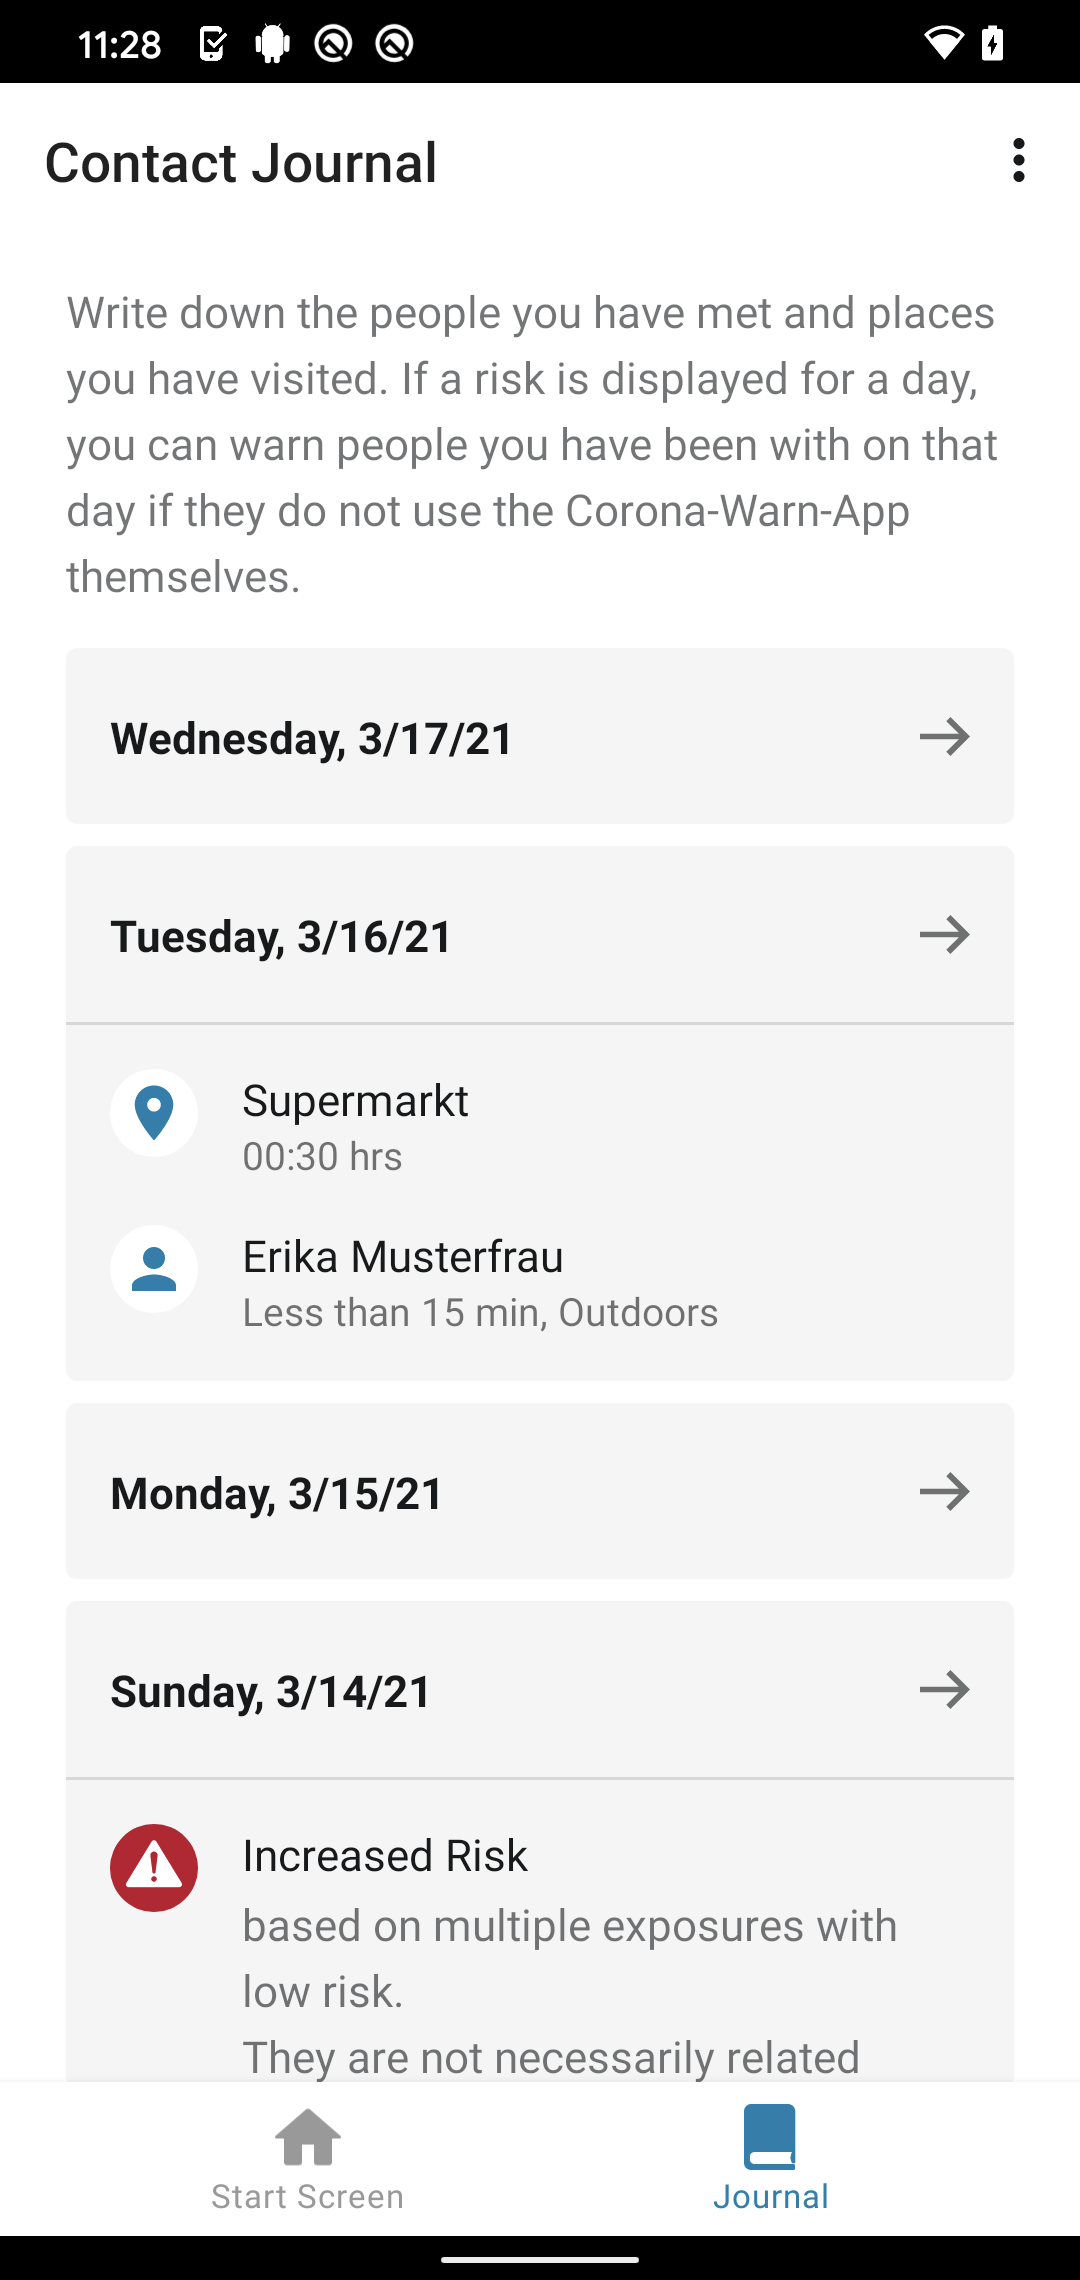 11:28
Contact Journal
Write down the people you have met and places
you have visited. If a risk is displayed for a day,
you can warn people you have been with on that
day if they do not use the Corona-Warn-App
themselves.
Wednesday, 3/17/21
Tuesday, 3/16/21
Supermarkt
00:30 hrs
Erika Musterfrau
Less than 15 min, Outdoors
Monday, 3/15/21
Sunday, 3/14/21
Increased Risk
based on multiple exposures with
low risk.
They are not necessarily related
Start Screen
Journal